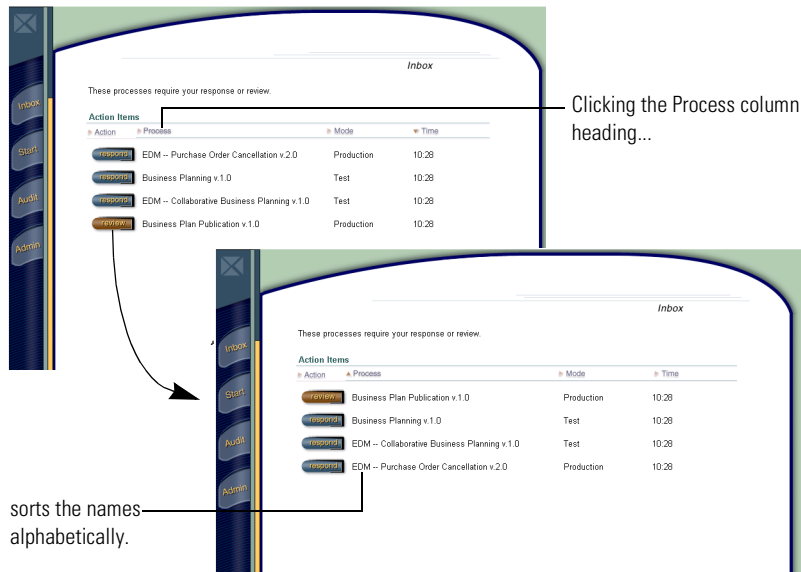 Inbox
These processes require your response or review.
Action Items
Action Process Mode Time
respond EDM -- Purchase Order Cancellation v.2.0 Production 10:28
respond Business Planning v.1.0 Test 10:28
respond EDM -- Collaborative Business Planning v.1.0 Test 10:28
review Business Plan Publication v.1.0 Production 10:28
Inbox
Start
Audit
Admin
Clicking the Process column
heading...
Inbox
These processes require your response or review.
Action Items
Action Process Mode Time
review Business Plan Publication v.1.0 Production 10:28
respond Business Planning v.1.0 Test 10:28
respond EDM -- Collaborative Business Planning v.1.0 Test 10:28
respond EDM -- Purchase Order Cancellation v.2.0 Production 10:28
Inbox
Start
Audit
Admin
sorts the names
alphabetically.